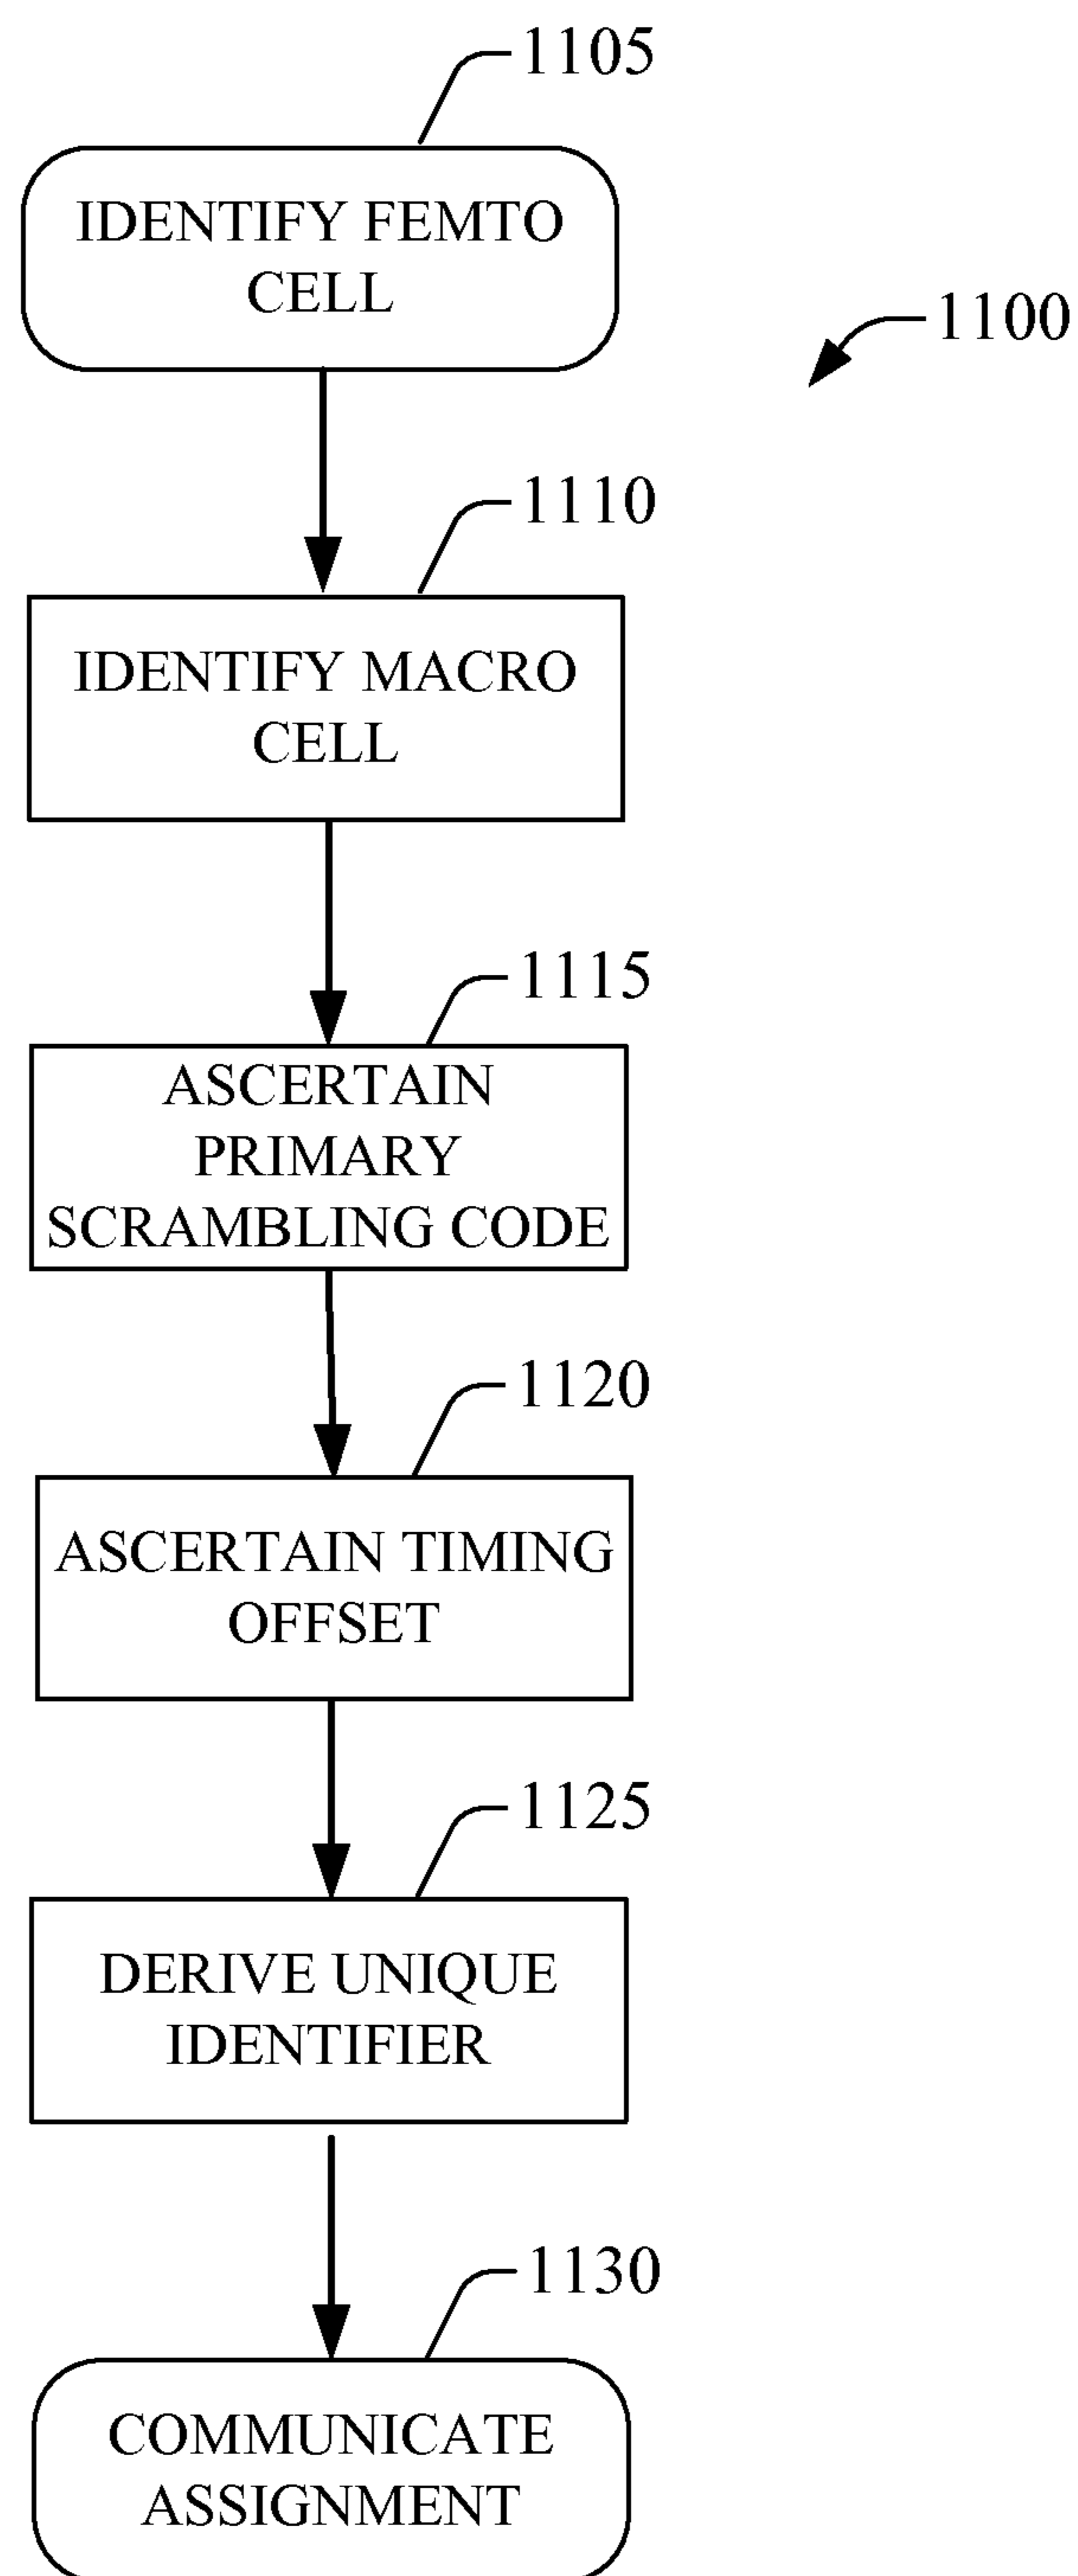 1105
IDENTIFY FEMTO
CELL
1100
1110
IDENTIFY MACRO
CELL
1115
ASCERTAIN
PRIMARY
SCRAMBLING CODE
1120
ASCERTAIN TIMING
OFFSET
1125
DERIVE UNIQUE
IDENTIFIER
1130
COMMUNICATE
ASSIGNMENT